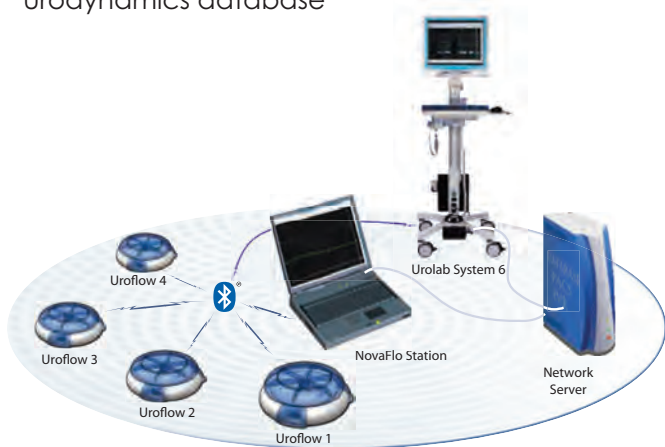 Urodynamics database
Urolab System 6
Uroflow 4
®
NovaFlo Station
Uroflow 3
Network
Server
Uroflow 2
Uroflow 1